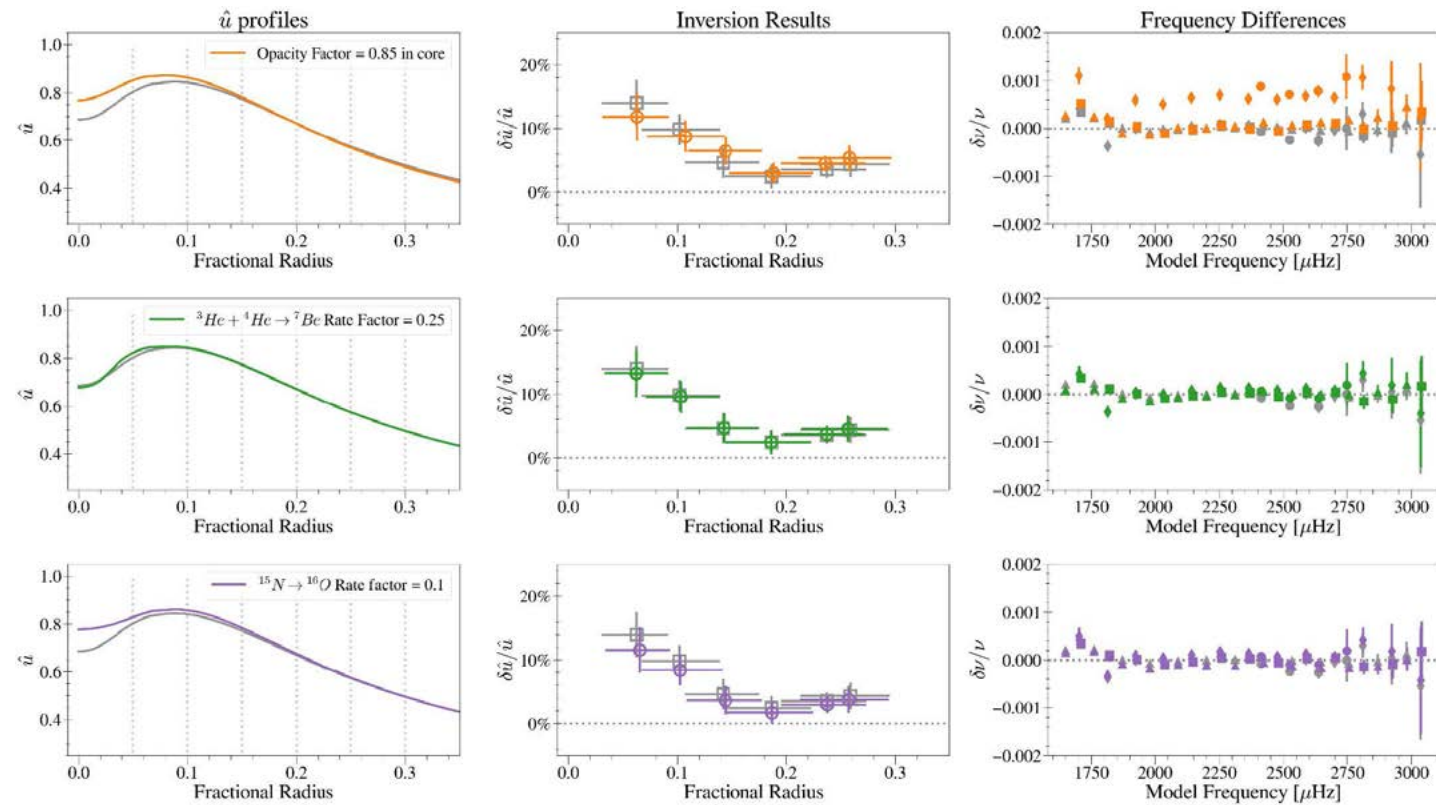 û profiles
Inversion Results
Frequency Differences
1.0
0.8
0.6
0.4
û
Opacity Factor = 0.85 in core
0.0 0.1 0.2 0.3
Fractional Radius
20%
10%
0%
δû/û
0.0 0.1 0.2 0.3
Fractional Radius
0.002
0.001
0.000
−0.001
−0.002
δν/ν
1750 2000 2250 2500 2750 3000
Model Frequency [μHz]
1.0
0.8
0.6
0.4
û
³He + ⁴He → ⁷Be Rate Factor = 0.25
0.0 0.1 0.2 0.3
Fractional Radius
20%
10%
0%
δû/û
0.0 0.1 0.2 0.3
Fractional Radius
0.002
0.001
0.000
−0.001
−0.002
δν/ν
1750 2000 2250 2500 2750 3000
Model Frequency [μHz]
1.0
0.8
0.6
0.4
û
¹⁵N → ¹⁶O Rate factor = 0.1
0.0 0.1 0.2 0.3
Fractional Radius
20%
10%
0%
δû/û
0.0 0.1 0.2 0.3
Fractional Radius
0.002
0.001
0.000
−0.001
−0.002
δν/ν
1750 2000 2250 2500 2750 3000
Model Frequency [μHz]